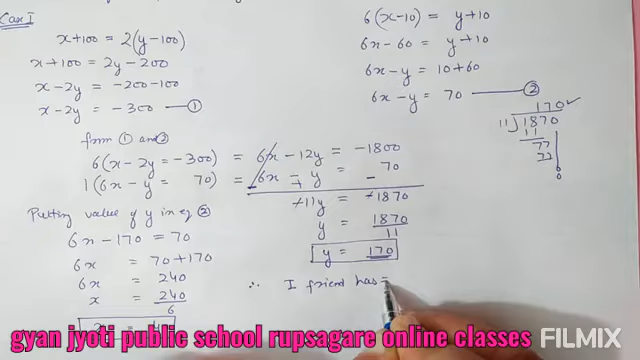 Case I
x+100 = 2(y-100)
x+100 = 2y-200
x-2y = -200-100
x-2y = -300 —①
6(x-10) = y+10
6x-60 = y+10
6x-y = 10+60
6x-y = 70 —②
170 ✓
11)1870
11
77
77
0
0
from ① and ②
6(x-2y = -300) = 6x-12y = -1800
1(6x-y = 70) = 6x-y = 70
-11y = -1870
y = 1870/11
y = 170
Putting value of y in eq ②
6x-170 = 70
6x = 70+170
6x = 240
x = 240/6
∴ I friend has =
gyan jyoti public school rupsagare online classes
FILMIX